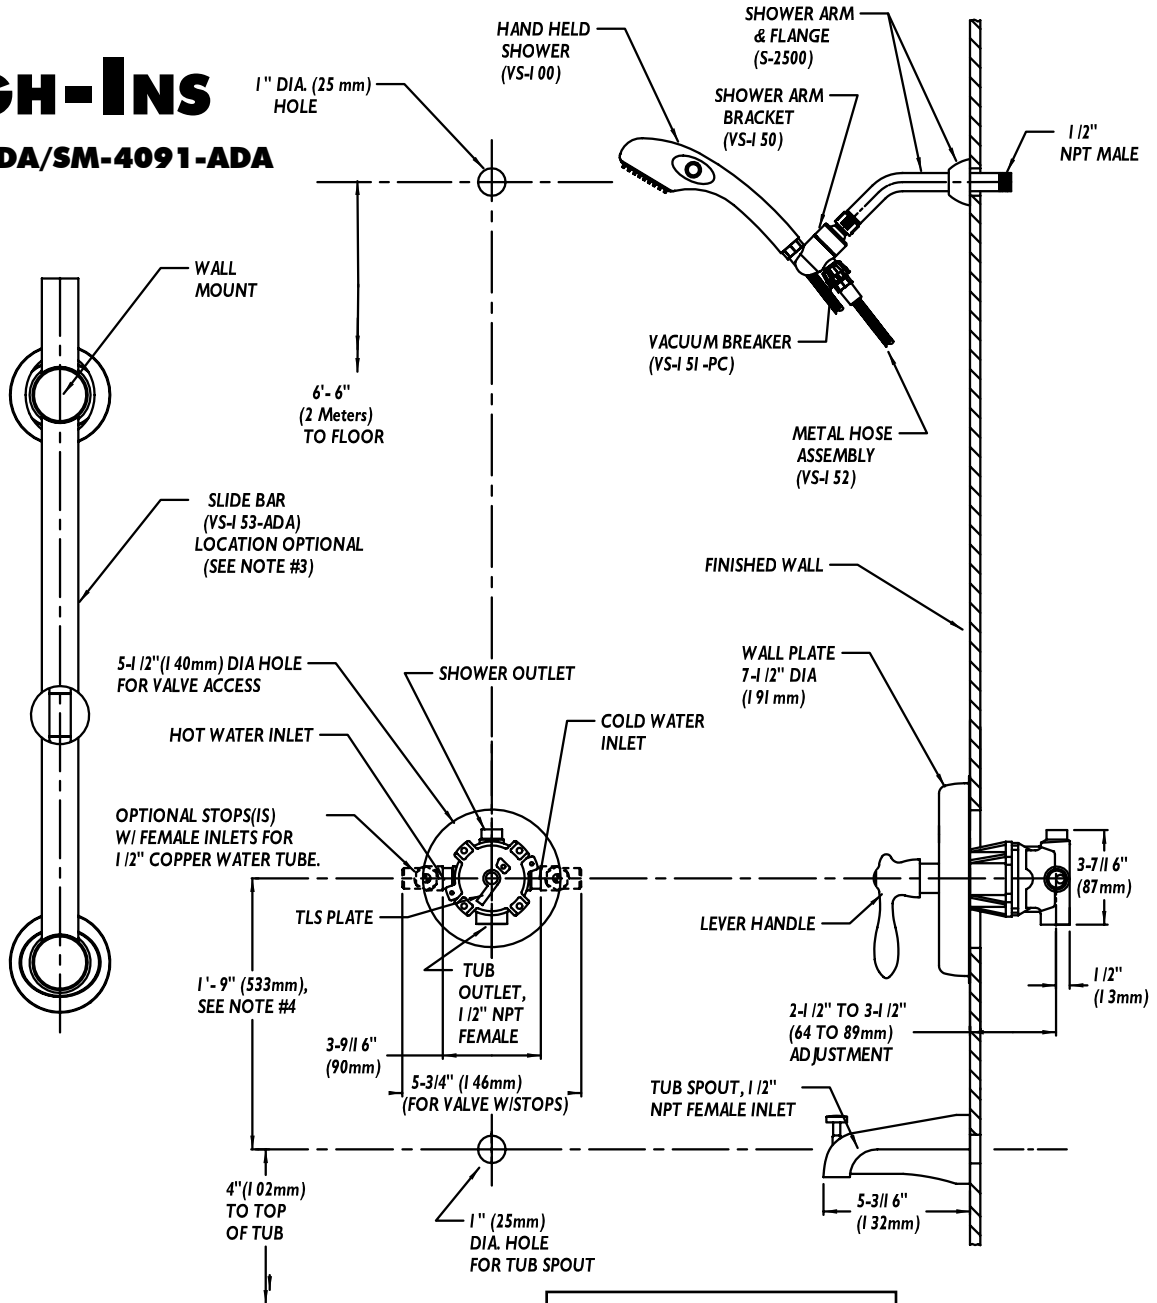 GH-INS
DA/SM-4091-ADA
1" DIA. (25 mm)
HOLE
HAND HELD
SHOWER
(VS-100)
SHOWER ARM
& FLANGE
(S-2500)
SHOWER ARM
BRACKET
(VS-150)
1/2"
NPT MALE
WALL
MOUNT
VACUUM BREAKER
(VS-151-PC)
6'-6"
(2 Meters)
TO FLOOR
METAL HOSE
ASSEMBLY
(VS-152)
SLIDE BAR
(VS-153-ADA)
LOCATION OPTIONAL
(SEE NOTE #3)
FINISHED WALL
5-1/2"(140mm) DIA HOLE
FOR VALVE ACCESS
SHOWER OUTLET
WALL PLATE
7-1/2" DIA
(191 mm)
HOT WATER INLET
COLD WATER
INLET
OPTIONAL STOPS(IS)
W/ FEMALE INLETS FOR
1/2" COPPER WATER TUBE.
3-7/16"
(87mm)
TLS PLATE
LEVER HANDLE
1'-9" (533mm),
SEE NOTE #4
TUB
OUTLET,
1/2" NPT
FEMALE
1/2"
(13mm)
2-1/2" TO 3-1/2"
(64 TO 89mm)
ADJUSTMENT
3-9/16"
(90mm)
5-3/4" (146mm)
(FOR VALVE W/STOPS)
TUB SPOUT, 1/2"
NPT FEMALE INLET
4"(102mm)
TO TOP
OF TUB
5-3/16"
(132mm)
1" (25mm)
DIA. HOLE
FOR TUB SPOUT